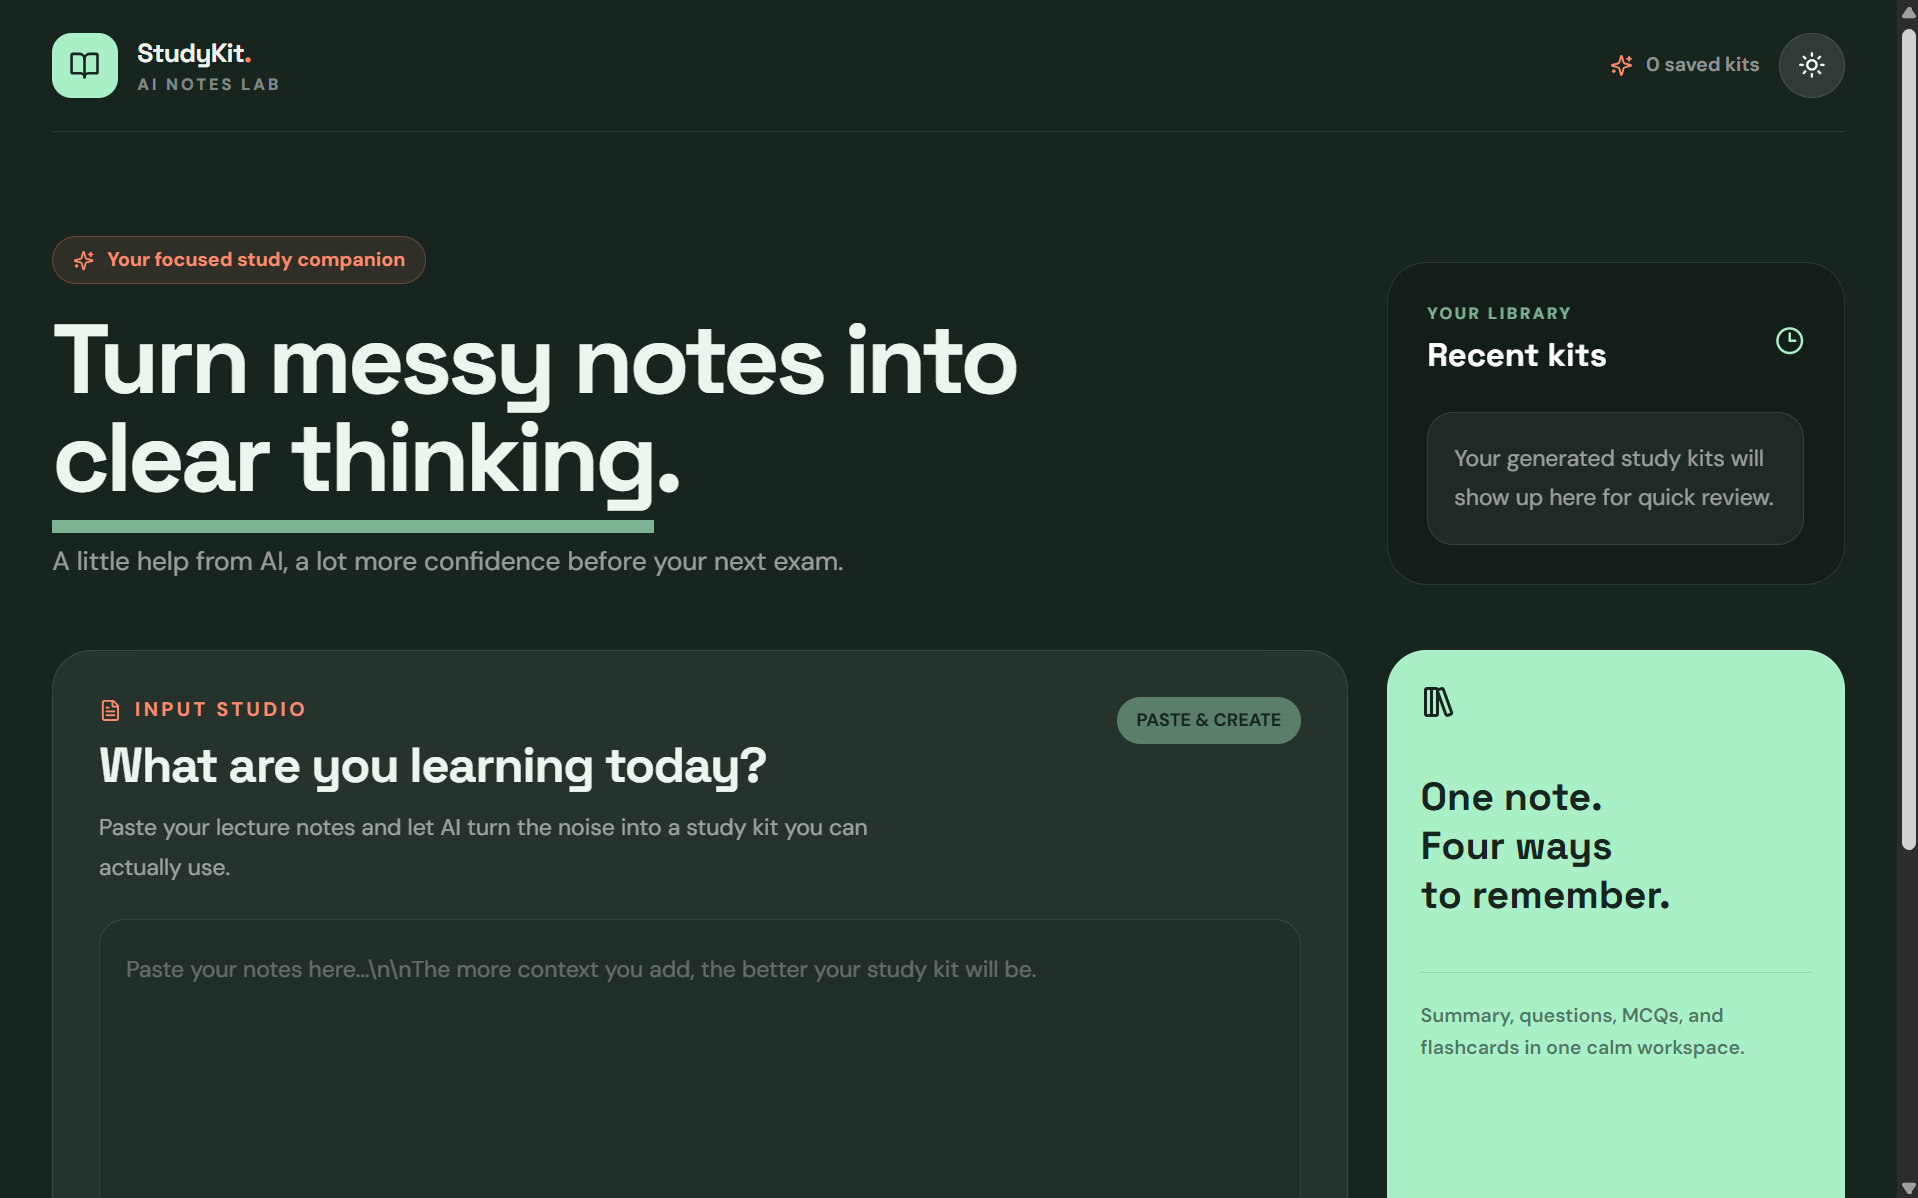 StudyKit.
AI NOTES LAB
0 saved kits
Your focused study companion
Turn messy notes into
clear thinking.
A little help from AI, a lot more confidence before your next exam.
YOUR LIBRARY
Recent kits
Your generated study kits will
show up here for quick review.
INPUT STUDIO
PASTE & CREATE
What are you learning today?
Paste your lecture notes and let AI turn the noise into a study kit you can
actually use.
Paste your notes here...\n\nThe more context you add, the better your study kit will be.
One note.
Four ways
to remember.
Summary, questions, MCQs, and
flashcards in one calm workspace.